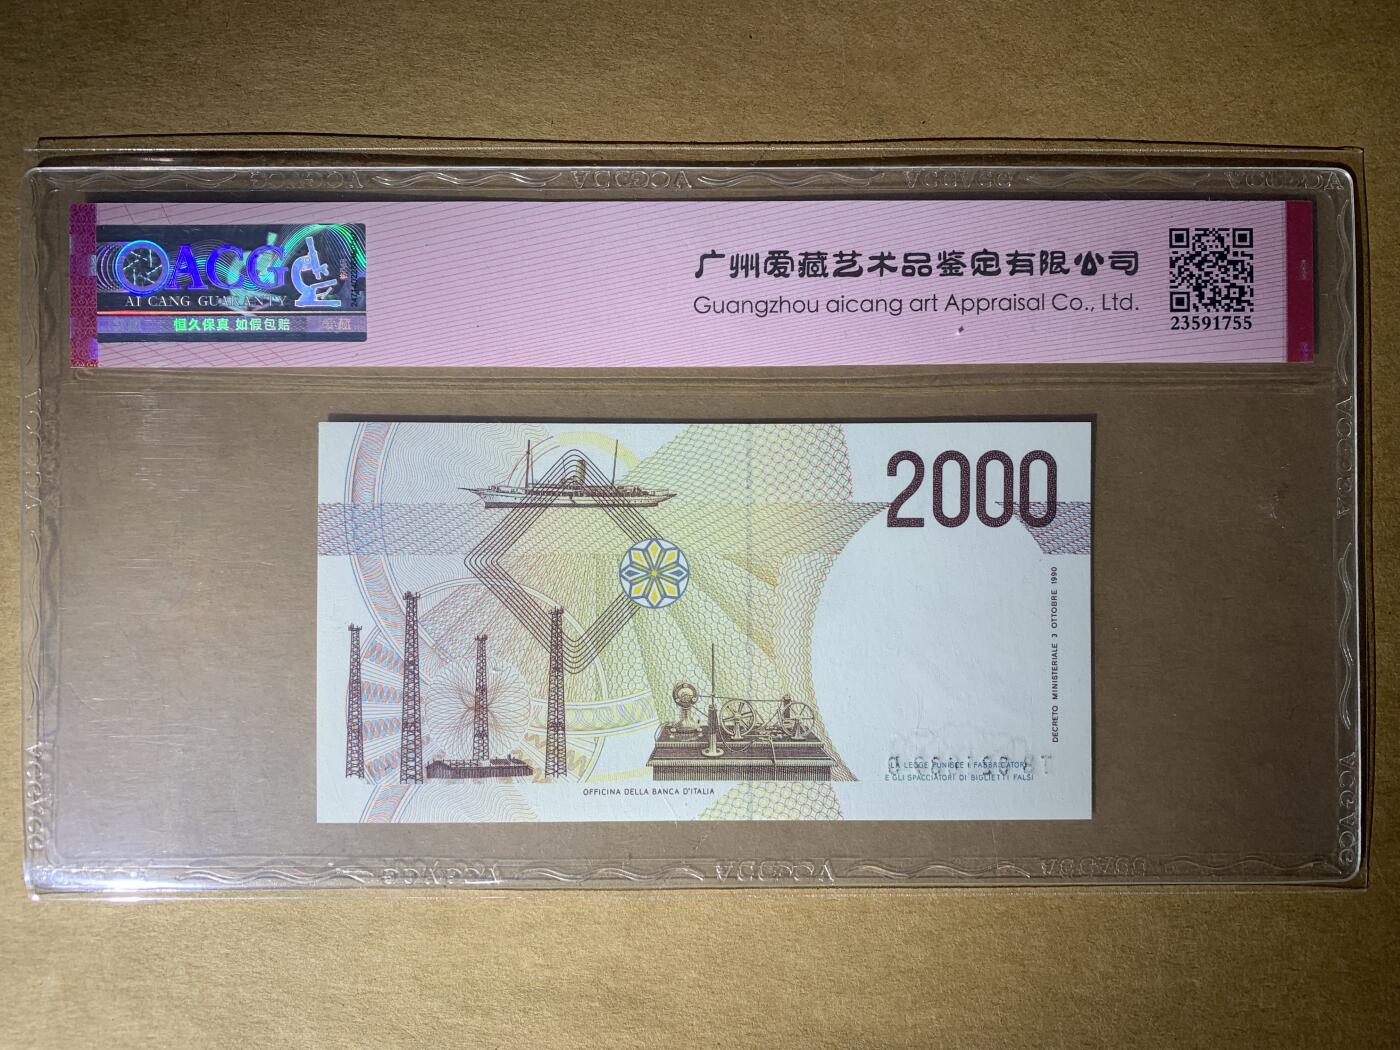 ACG
AI CANG GUARANTY
恒久保真 如假包赔
广州爱藏艺术品鉴定有限公司
Guangzhou aicang art Appraisal Co., Ltd.
23591755
2000
DECRETO MINISTERIALE 3 OTTOBRE 1990
LA LEGGE PUNISCE I FABBRICATORI
E GLI SPACCIATORI DI BIGLIETTI FALSI
OFFICINA DELLA BANCA D'ITALIA